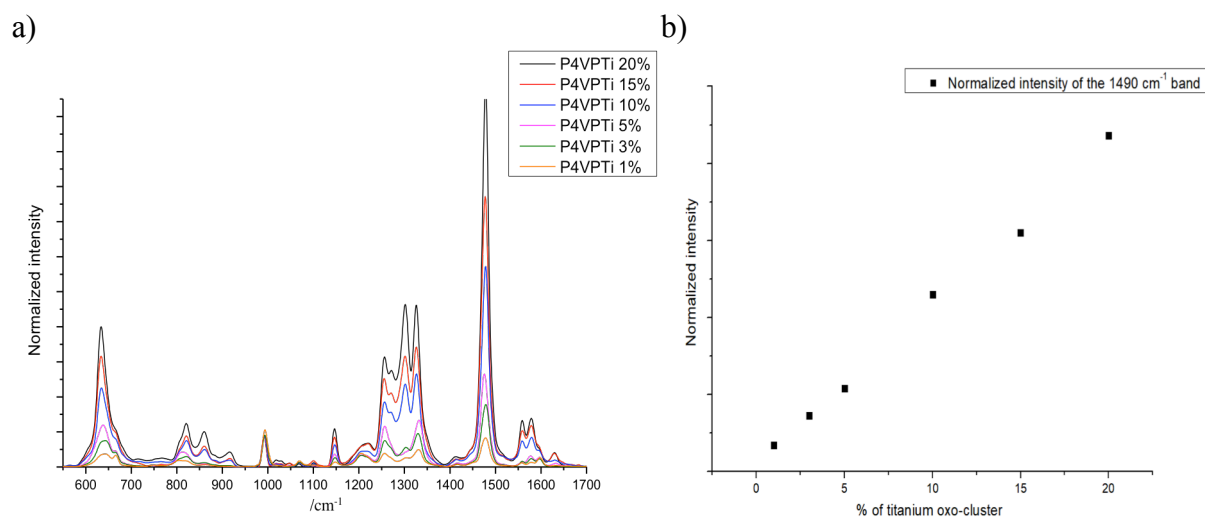 a)
P4VPTi 20%
P4VPTi 15%
P4VPTi 10%
P4VPTi 5%
P4VPTi 3%
P4VPTi 1%
Normalized intensity
600 700 800 900 1000 1100 1200 1300 1400 1500 1600 1700
/cm-1
b)
Normalized intensity of the 1490 cm-1 band
Normalized intensity
0 5 10 15 20
% of titanium oxo-cluster